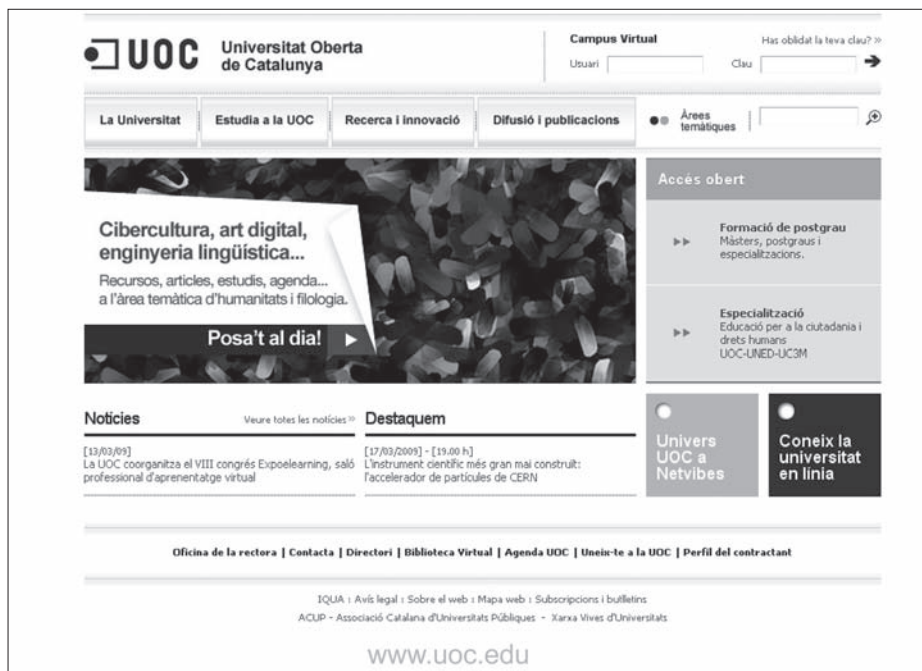 UOC
Universitat Oberta
de Catalunya
Campus Virtual
Has oblidat la teva clau? »
Usuari
Clau
La Universitat
Estudia a la UOC
Recerca i innovació
Difusió i publicacions
Àrees
temàtiques
Cibercultura, art digital,
enginyeria lingüística...
Recursos, articles, estudis, agenda...
a l'àrea temàtica d'humanitats i filologia.
Posa't al dia!
Accés obert
Formació de postgrau
Màsters, postgraus i
especialitzacions.
Especialització
Educació per a la ciutadania i
drets humans
UOC-UNED-UC3M
Notícies
Veure totes les notícies »
[13/03/09]
La UOC coorganitza el VIII congrés Expoelearning, saló
professional d'aprenentatge virtual
Destaquem
[17/03/2009] - [19.00 h]
L'instrument científic més gran mai construït:
l'accelerador de partícules de CERN
Univers
UOC a
Netvibes
Coneix la
universitat
en línia
Oficina de la rectora | Contacta | Directori | Biblioteca Virtual | Agenda UOC | Uneix-te a la UOC | Perfil del contractant
IQUA : Avís legal : Sobre el web : Mapa web : Subscripcions i butlletins
ACUP - Associació Catalana d'Universitats Públiques - Xarxa Vives d'Universitats
www.uoc.edu